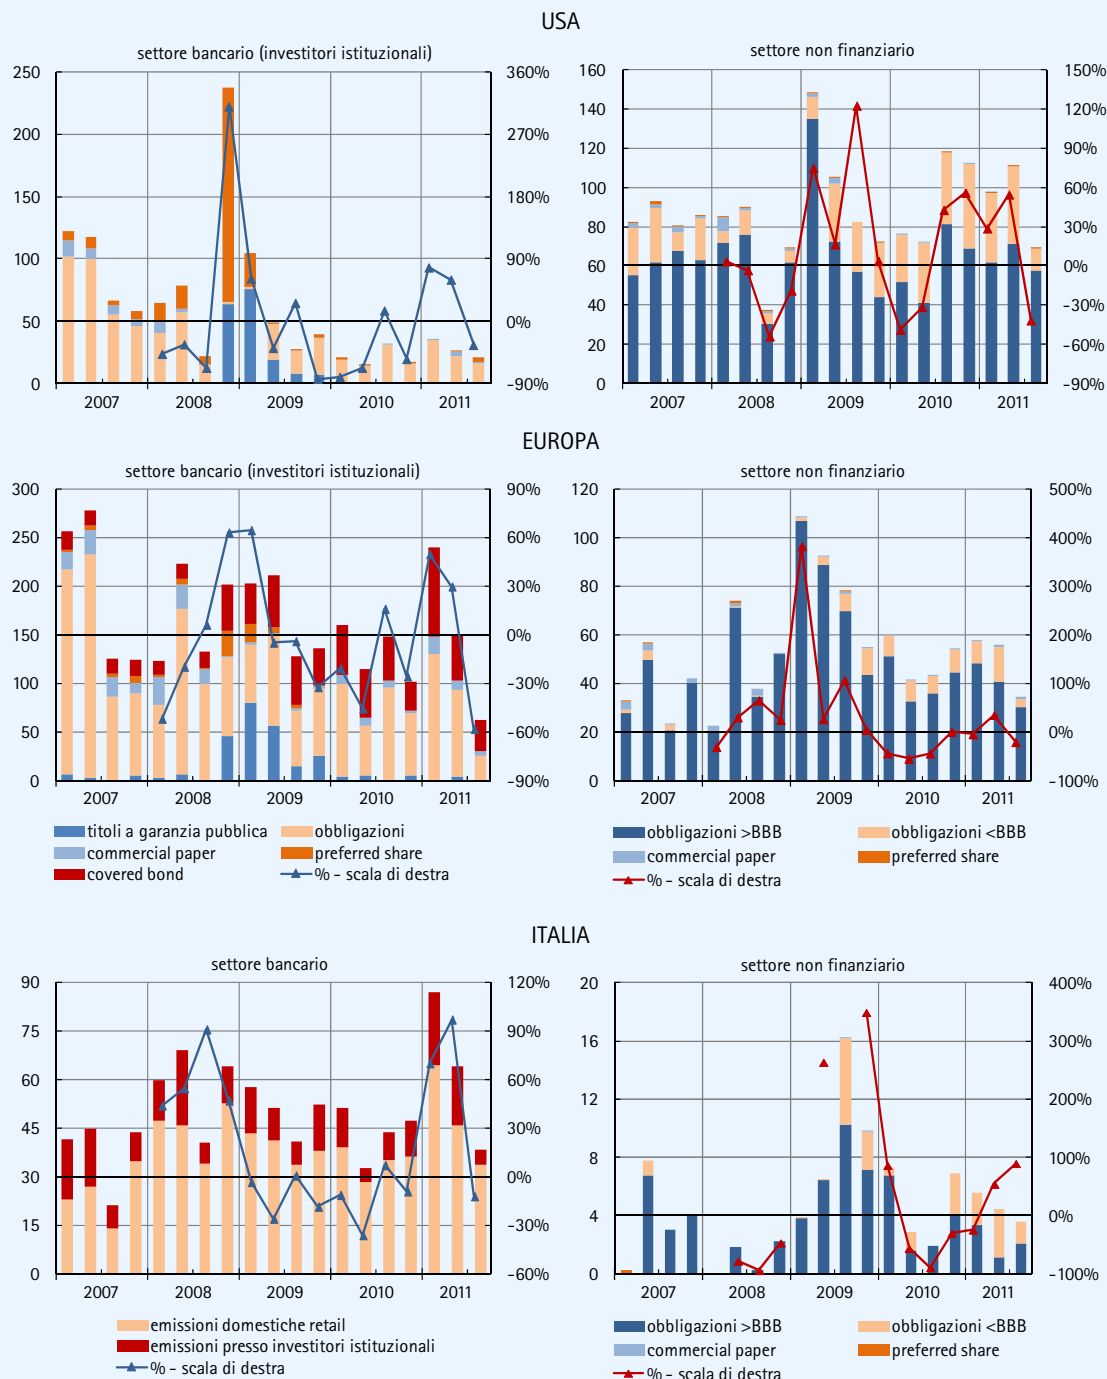 USA
settore bancario (investitori istituzionali)
settore non finanziario
250 360%
200 270%
150 180%
100 90%
50 0%
0 -90%
2007 2008 2009 2010 2011
160 150%
140 120%
120 90%
100 60%
80 30%
60 0%
40 -30%
20 -60%
0 -90%
2007 2008 2009 2010 2011
EUROPA
settore bancario (investitori istituzionali)
settore non finanziario
300 90%
250 60%
200 30%
150 0%
100 -30%
50 -60%
0 -90%
2007 2008 2009 2010 2011
120 500%
100 400%
80 300%
60 200%
40 100%
20 0%
0 -100%
2007 2008 2009 2010 2011
titoli a garanzia pubblica obbligazioni
commercial paper preferred share
covered bond % - scala di destra
obbligazioni >BBB obbligazioni <BBB
commercial paper preferred share
% - scala di destra
ITALIA
settore bancario
settore non finanziario
90 120%
75 90%
60 60%
45 30%
30 0%
15 -30%
0 -60%
2007 2008 2009 2010 2011
20 400%
16 300%
12 200%
8 100%
4 0%
0 -100%
2007 2008 2009 2010 2011
emissioni domestiche retail
emissioni presso investitori istituzionali
% - scala di destra
obbligazioni >BBB obbligazioni <BBB
commercial paper preferred share
% - scala di destra